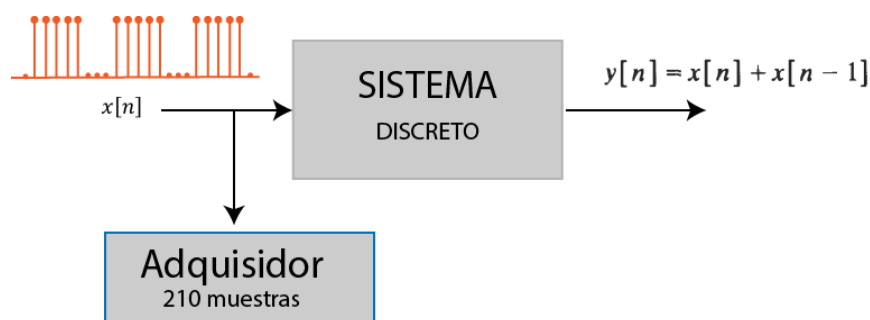 SISTEMA
DISCRETO
y[n] = x[n] + x[n − 1]
x[n]
Adquisidor
210 muestras